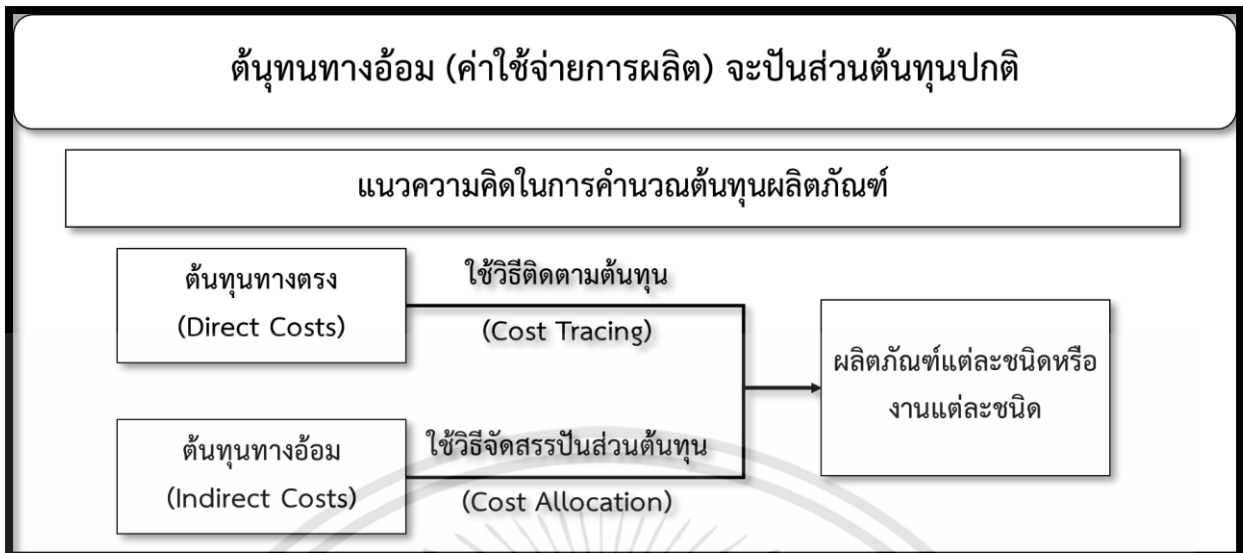 ต้นุทนทางอ้อม (ค่าใช้จ่ายการผลิต) จะปันส่วนต้นทุนปกติ
แนวความคิดในการคำนวณต้นทุนผลิตภัณฑ์
ต้นทุนทางตรง
(Direct Costs)
ใช้วิธีติดตามต้นทุน
(Cost Tracing)
ผลิตภัณฑ์แต่ละชนิดหรือ
งานแต่ละชนิด
ต้นทุนทางอ้อม
(Indirect Costs)
ใช้วิธีจัดสรรปันส่วนต้นทุน
(Cost Allocation)